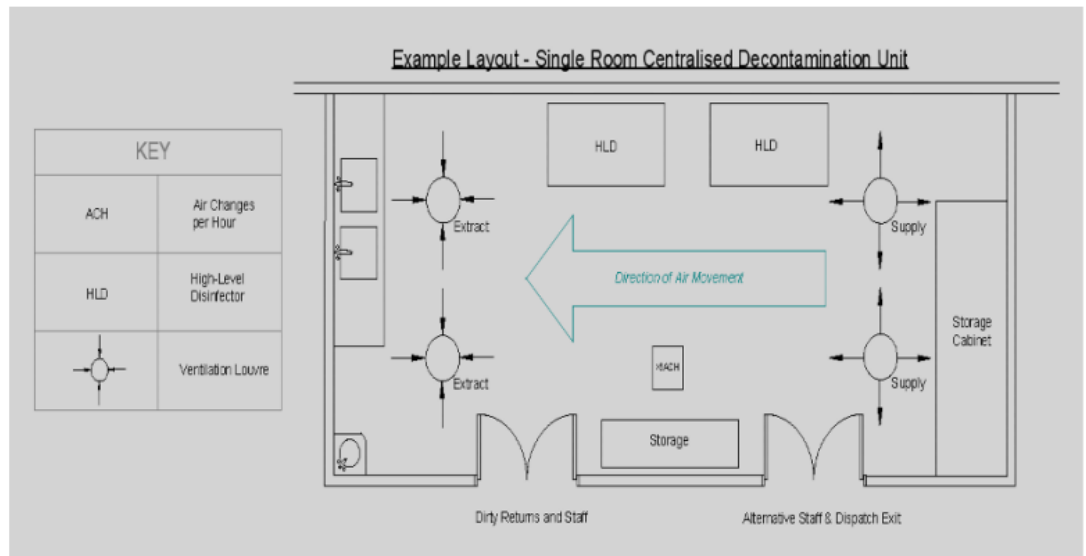 Example Layout - Single Room Centralised Decontamination Unit
KEY
ACH
Air Changes
per Hour
HLD
High-Level
Disinfector
Ventilation Louvre
HLD
HLD
Extract
Supply
Direction of Air Movement
Storage
Cabinet
Extract
Supply
Storage
Dirty Returns and Staff
Alternative Staff & Dispatch Exit